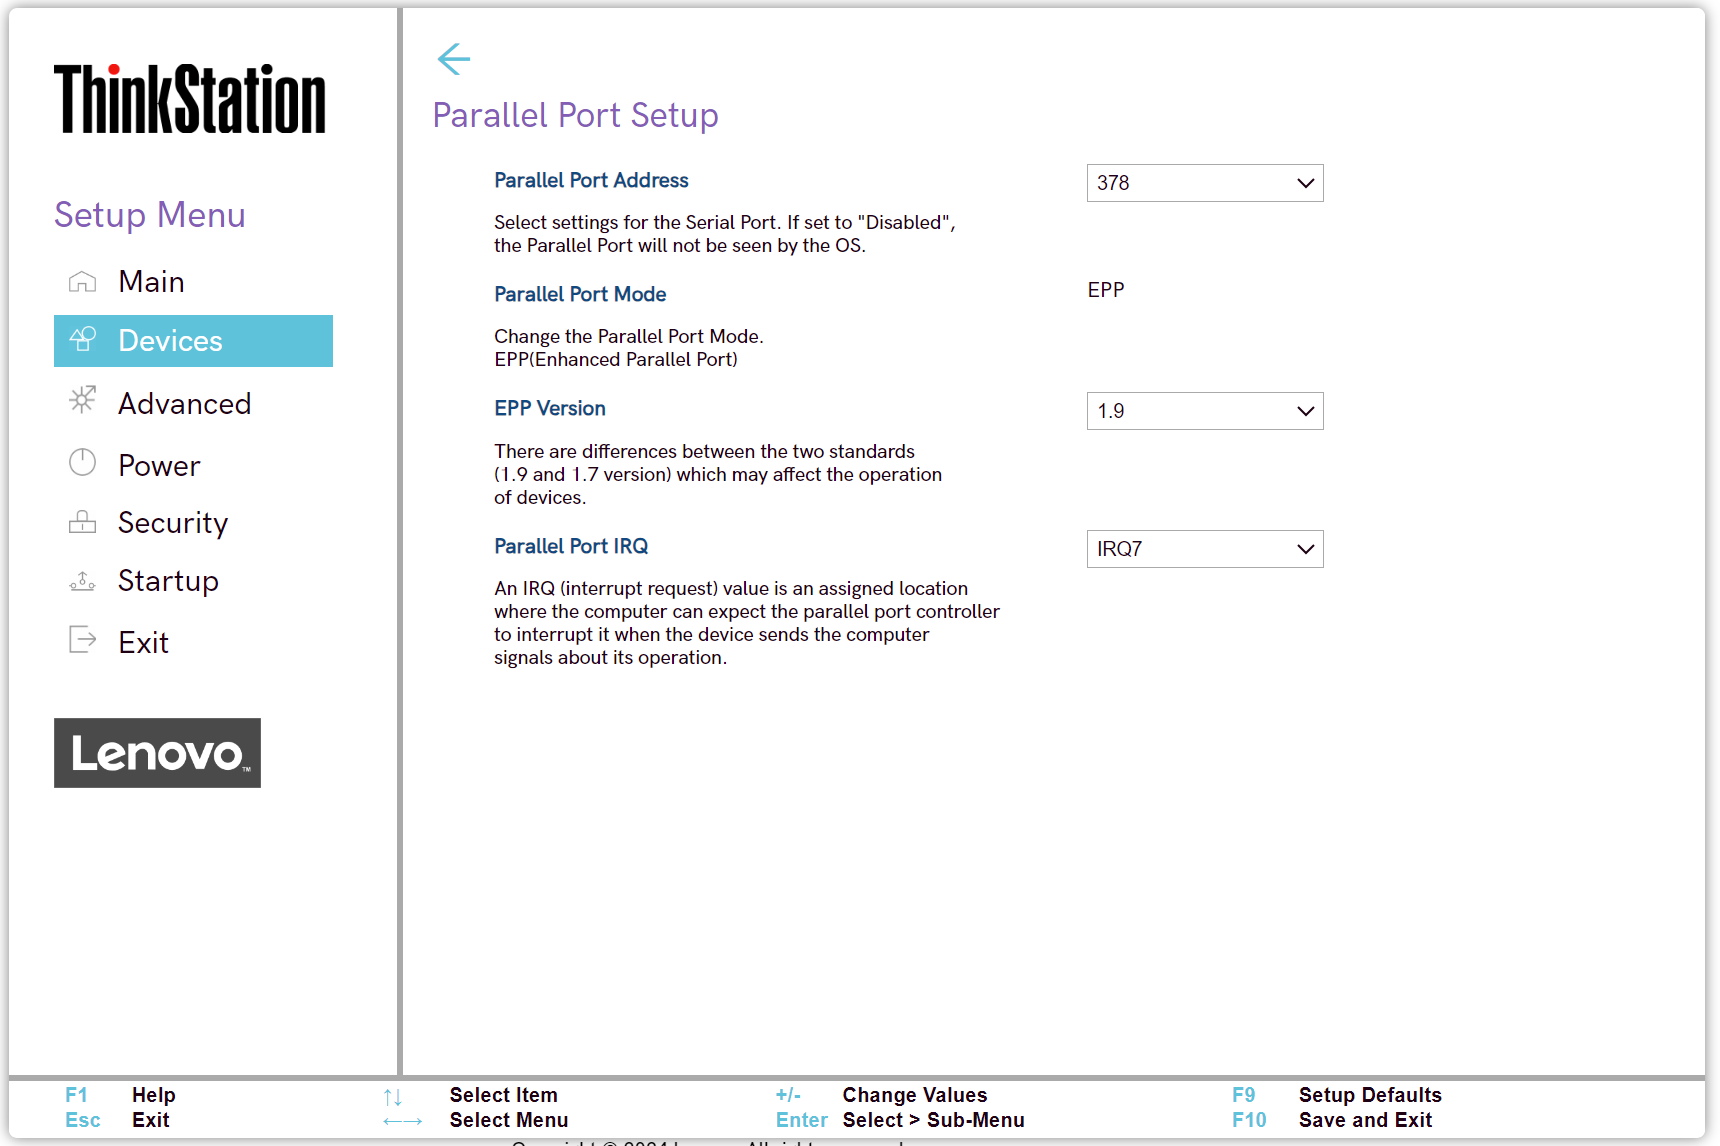 ThinkStation
Setup Menu
Main
Devices
Advanced
Power
Security
Startup
Exit
Lenovo™
Parallel Port Setup
Parallel Port Address
378
Select settings for the Serial Port. If set to "Disabled",
the Parallel Port will not be seen by the OS.
Parallel Port Mode
EPP
Change the Parallel Port Mode.
EPP(Enhanced Parallel Port)
EPP Version
1.9
There are differences between the two standards
(1.9 and 1.7 version) which may affect the operation
of devices.
Parallel Port IRQ
IRQ7
An IRQ (interrupt request) value is an assigned location
where the computer can expect the parallel port controller
to interrupt it when the device sends the computer
signals about its operation.
F1 Help ↑↓ Select Item +/- Change Values F9 Setup Defaults
Esc Exit ←→ Select Menu Enter Select > Sub-Menu F10 Save and Exit